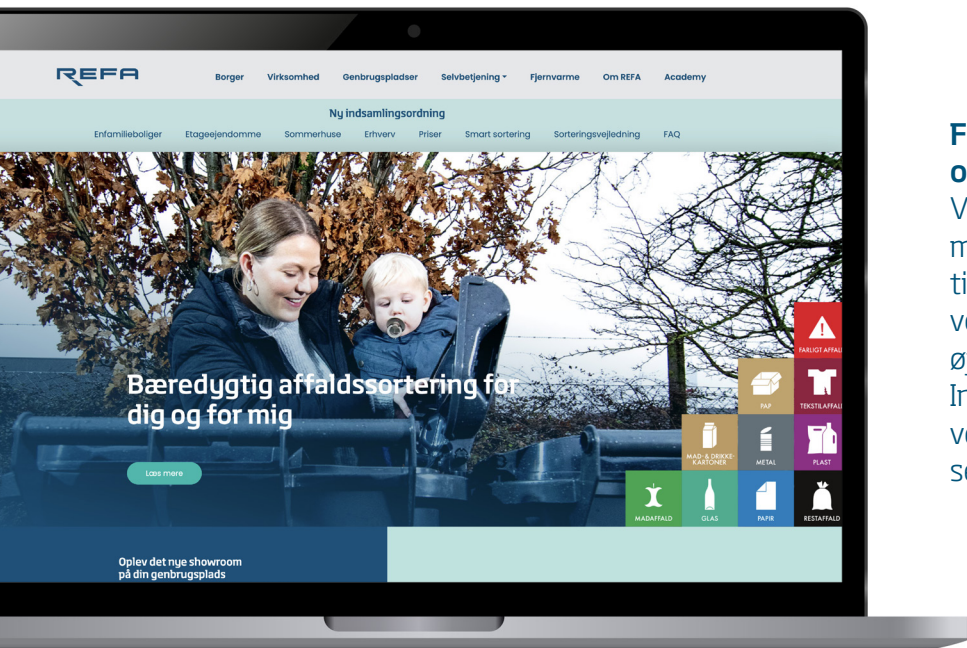 REFA
Borger Virksomhed Genbrugspladser Selvbetjening Fjernvarme Om REFA Academy
Ny indsamlingsordning
Enfamilieboliger Etageejendomme Sommerhuse Erhverv Priser Smart sortering Sorteringsvejledning FAQ
Bæredygtig affaldssortering for
dig og for mig
Læs mere
FARLIGT AFFALD
PAP
TEKSTILAFFALD
MAD- & DRIKKE-
KARTONER
METAL
PLAST
MADAFFALD
GLAS
PAPIR
RESTAFFALD
Oplev det nye showroom
på din genbrugsplads